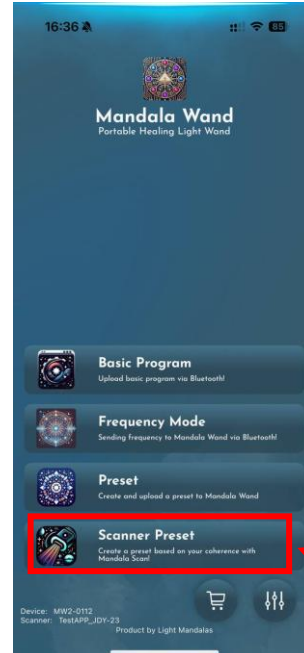 16:36
85
Mandala Wand
Portable Healing Light Wand
Basic Program
Upload basic program via Bluetooth!
Frequency Mode
Sending frequency to Mandala Wand via Bluetooth!
Preset
Create and upload a preset to Mandala Wand
Scanner Preset
Create a preset based on your coherence with
Mandala Scan!
Device: MW2-0112
Scanner: TestAPP_JDY-23
Product by Light Mandalas